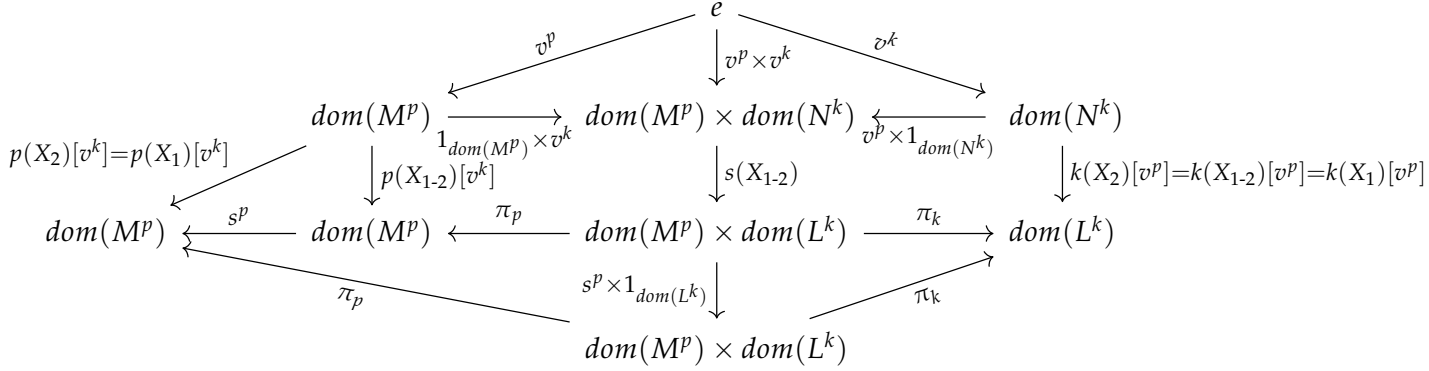 e
v^p v^p × v^k v^k
dom(M^p) dom(M^p) × dom(N^k) dom(N^k)
1_{dom(M^p)} × v^k v^p × 1_{dom(N^k)}
p(X_2)[v^k]=p(X_1)[v^k] p(X_{1-2})[v^k] s(X_{1-2}) k(X_2)[v^p]=k(X_{1-2})[v^p]=k(X_1)[v^p]
s^p π_p π_k
dom(M^p) dom(M^p) dom(M^p) × dom(L^k) dom(L^k)
π_p s^p × 1_{dom(L^k)} π_k
dom(M^p) × dom(L^k)